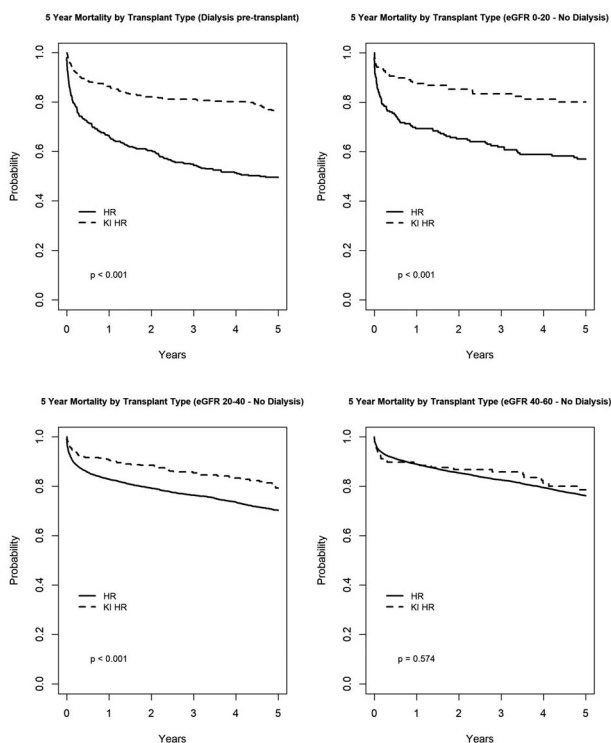 5 Year Mortality by Transplant Type (Dialysis pre-transplant)
Probability
1.0
0.8
0.6
0.4
0.2
0.0
HR
KI HR
p < 0.001
0 1 2 3 4 5
Years
5 Year Mortality by Transplant Type (eGFR 0-20 - No Dialysis)
Probability
1.0
0.8
0.6
0.4
0.2
0.0
HR
KI HR
p < 0.001
0 1 2 3 4 5
Years
5 Year Mortality by Transplant Type (eGFR 20-40 - No Dialysis)
Probability
1.0
0.8
0.6
0.4
0.2
0.0
HR
KI HR
p < 0.001
0 1 2 3 4 5
Years
5 Year Mortality by Transplant Type (eGFR 40-60 - No Dialysis)
Probability
1.0
0.8
0.6
0.4
0.2
0.0
HR
KI HR
p = 0.574
0 1 2 3 4 5
Years